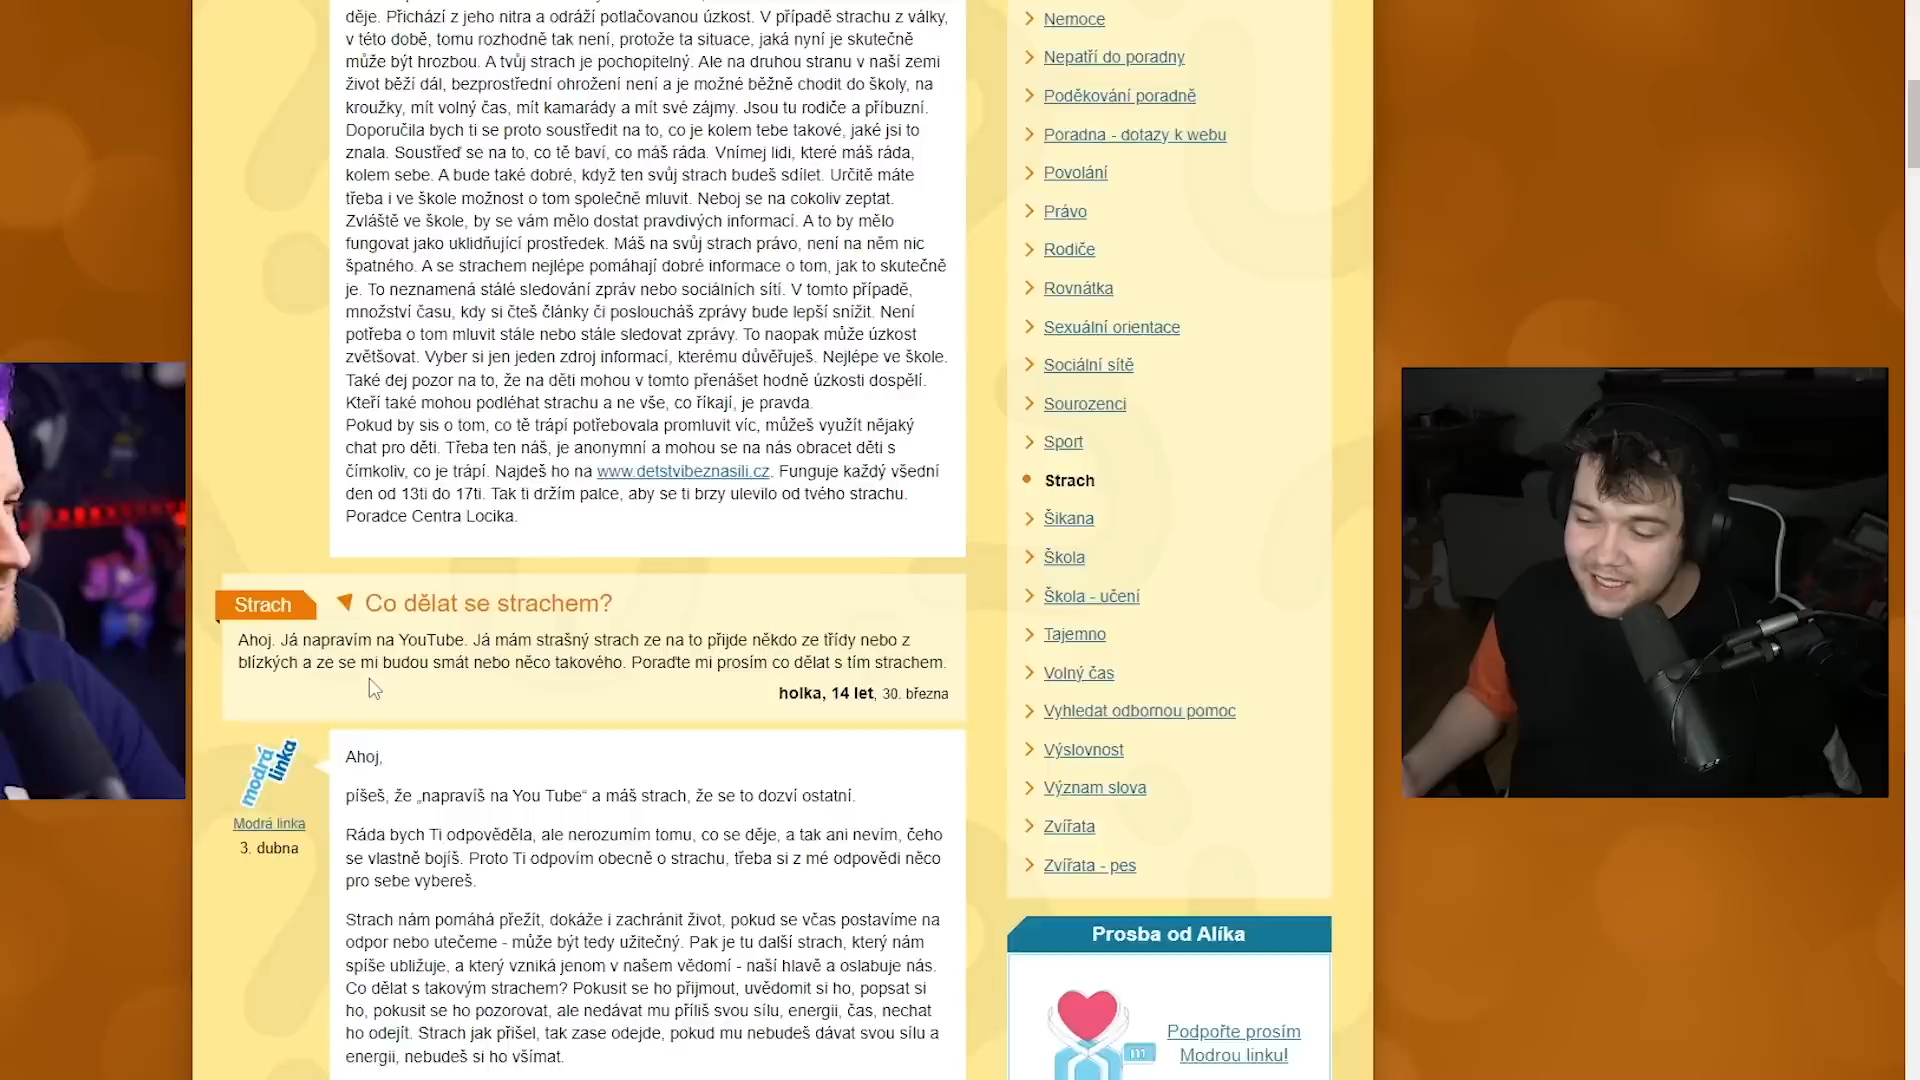 děje. Přichází z jeho nitra a odráží potlačovanou úzkost. V případě strachu z války,
v této době, tomu rozhodně tak není, protože ta situace, jaká nyní je skutečně
může být hrozbou. A tvůj strach je pochopitelný. Ale na druhou stranu v naší zemi
život běží dál, bezprostřední ohrožení není a je možné běžně chodit do školy, na
kroužky, mít volný čas, mít kamarády a mít své zájmy. Jsou tu rodiče a příbuzní.
Doporučila bych ti se proto soustředit na to, co je kolem tebe takové, jaké jsi to
znala. Soustřeď se na to, co tě baví, co máš ráda. Vnímej lidi, které máš ráda,
kolem sebe. A bude také dobré, když ten svůj strach budeš sdílet. Určitě máte
třeba i ve škole možnost o tom společně mluvit. Neboj se na cokoliv zeptat.
Zvláště ve škole, by se vám mělo dostat pravdivých informací. A to by mělo
fungovat jako uklidňující prostředek. Máš na svůj strach právo, není na něm nic
špatného. A se strachem nejlépe pomáhají dobré informace o tom, jak to skutečně
je. To neznamená stálé sledování zpráv nebo sociálních sítí. V tomto případě,
množství času, kdy si čteš články či posloucháš zprávy bude lepší snížit. Není
potřeba o tom mluvit stále nebo stále sledovat zprávy. To naopak může úzkost
zvětšovat. Vyber si jen jeden zdroj informací, kterému důvěřuješ. Nejlépe ve škole.
Také dej pozor na to, že na děti mohou v tomto přenášet hodně úzkosti dospělí.
Kteří také mohou podléhat strachu a ne vše, co říkají, je pravda.
Pokud by sis o tom, co tě trápí potřebovala promluvit víc, můžeš využít nějaký
chat pro děti. Třeba ten náš, je anonymní a mohou se na nás obracet děti s
čímkoliv, co je trápí. Najdeš ho na www.detstvibeznasili.cz. Funguje každý všední
den od 13ti do 17ti. Tak ti držím palce, aby se ti brzy ulevilo od tvého strachu.
Poradce Centra Locika.
Strach
Co dělat se strachem?
Ahoj. Já napravím na YouTube. Já mám strašný strach ze na to přijde někdo ze třídy nebo z
blízkých a ze se mi budou smát nebo něco takového. Poraďte mi prosím co dělat s tím strachem.
holka, 14 let, 30. března
modrá
linka
Modrá linka
3. dubna
Ahoj,
píšeš, že „napravíš na You Tube“ a máš strach, že se to dozví ostatní.
Ráda bych Ti odpověděla, ale nerozumím tomu, co se děje, a tak ani nevím, čeho
se vlastně bojíš. Proto Ti odpovím obecně o strachu, třeba si z mé odpovědi něco
pro sebe vybereš.
Strach nám pomáhá přežít, dokáže i zachránit život, pokud se včas postavíme na
odpor nebo utečeme - může být tedy užitečný. Pak je tu další strach, který nám
spíše ubližuje, a který vzniká jenom v našem vědomí - naší hlavě a oslabuje nás.
Co dělat s takovým strachem? Pokusit se ho přijmout, uvědomit si ho, popsat si
ho, pokusit se ho pozorovat, ale nedávat mu příliš svou sílu, energii, čas, nechat
ho odejít. Strach jak přišel, tak zase odejde, pokud mu nebudeš dávat svou sílu a
energii, nebudeš si ho všímat.
Nemoce
Nepatří do poradny
Poděkování poradně
Poradna - dotazy k webu
Povolání
Právo
Rodiče
Rovnátka
Sexuální orientace
Sociální sítě
Sourozenci
Sport
Strach
Šikana
Škola
Škola - učení
Tajemno
Volný čas
Vyhledat odbornou pomoc
Výslovnost
Význam slova
Zvířata
Zvířata - pes
Prosba od Alíka
Podpořte prosím
Modrou linku!